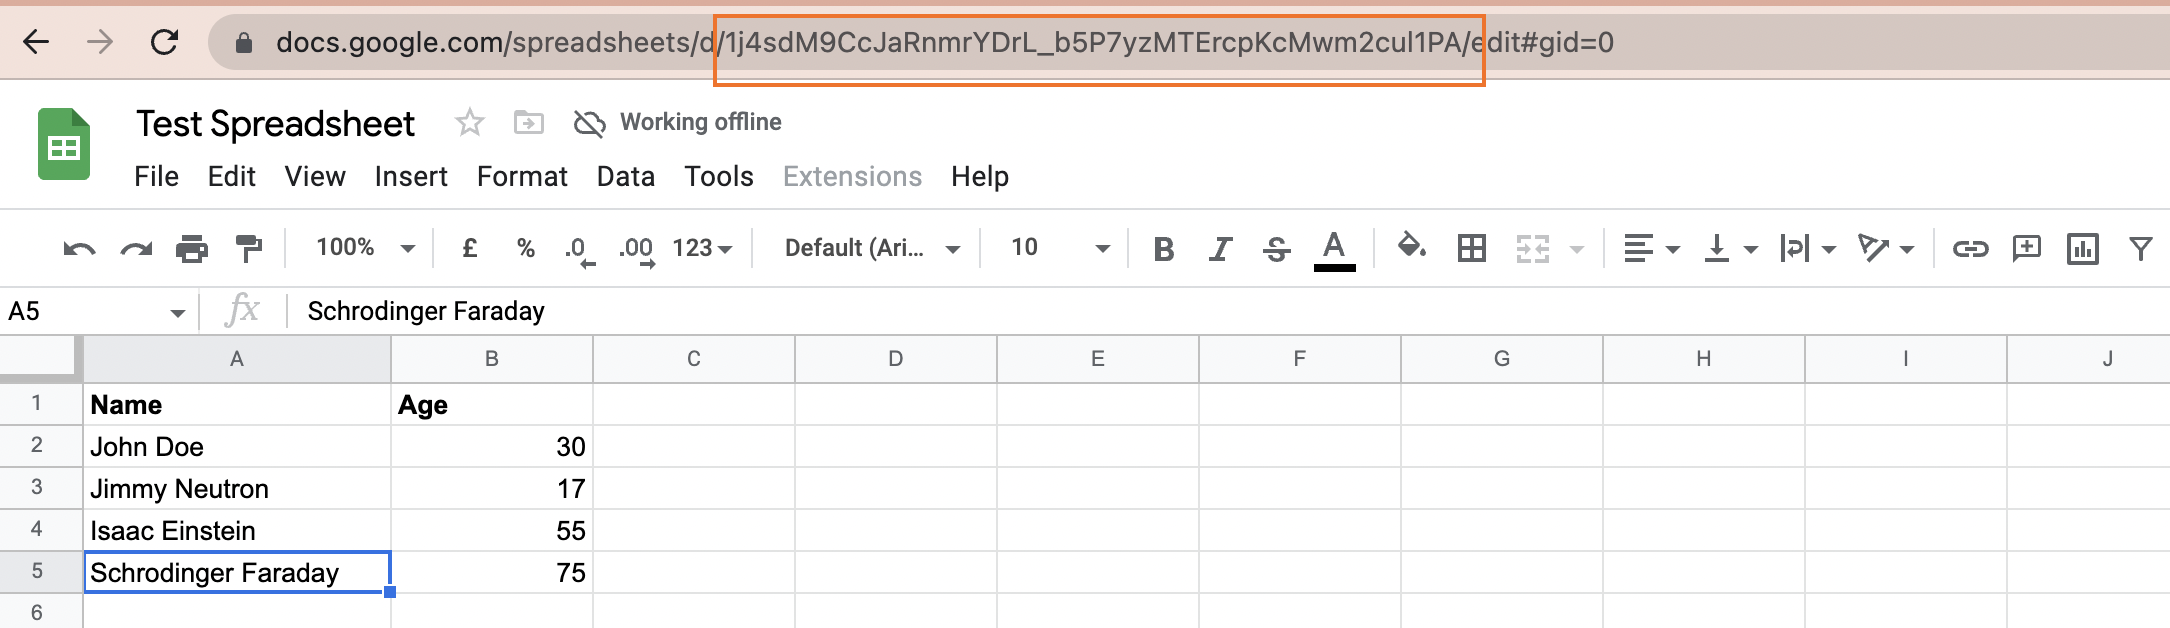 docs.google.com/spreadsheets/d/1j4sdM9CcJaRnmrYDrL_b5P7yzMTErcpKcMwm2cul1PA/edit#gid=0
Test Spreadsheet Working offline
File Edit View Insert Format Data Tools Extensions Help
100% £ % .0 .00 123 Default (Ari... 10 B I S A
A5 fx Schrodinger Faraday
A B C D E F G H I J
1 Name Age
2 John Doe 30
3 Jimmy Neutron 17
4 Isaac Einstein 55
5 Schrodinger Faraday 75
6